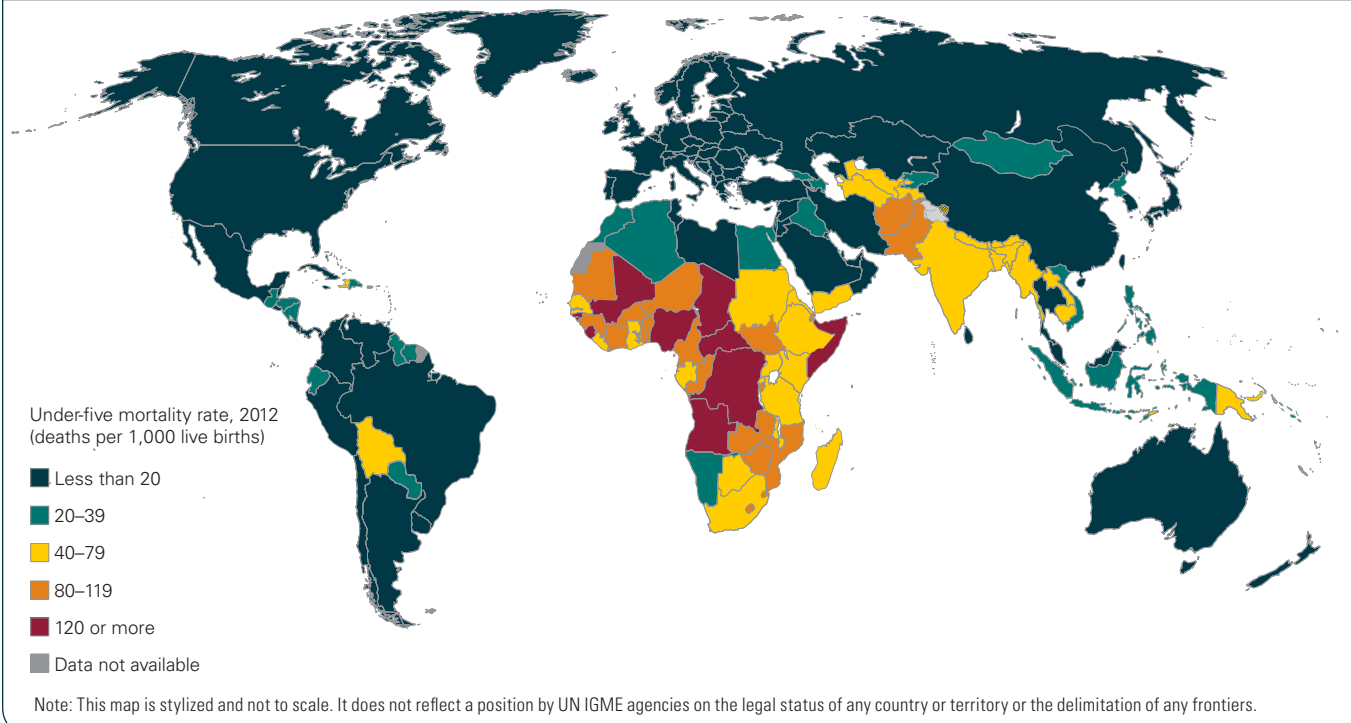 Under-five mortality rate, 2012
(deaths per 1,000 live births)
Less than 20
20–39
40–79
80–119
120 or more
Data not available
Note: This map is stylized and not to scale. It does not reflect a position by UN IGME agencies on the legal status of any country or territory or the delimitation of any frontiers.